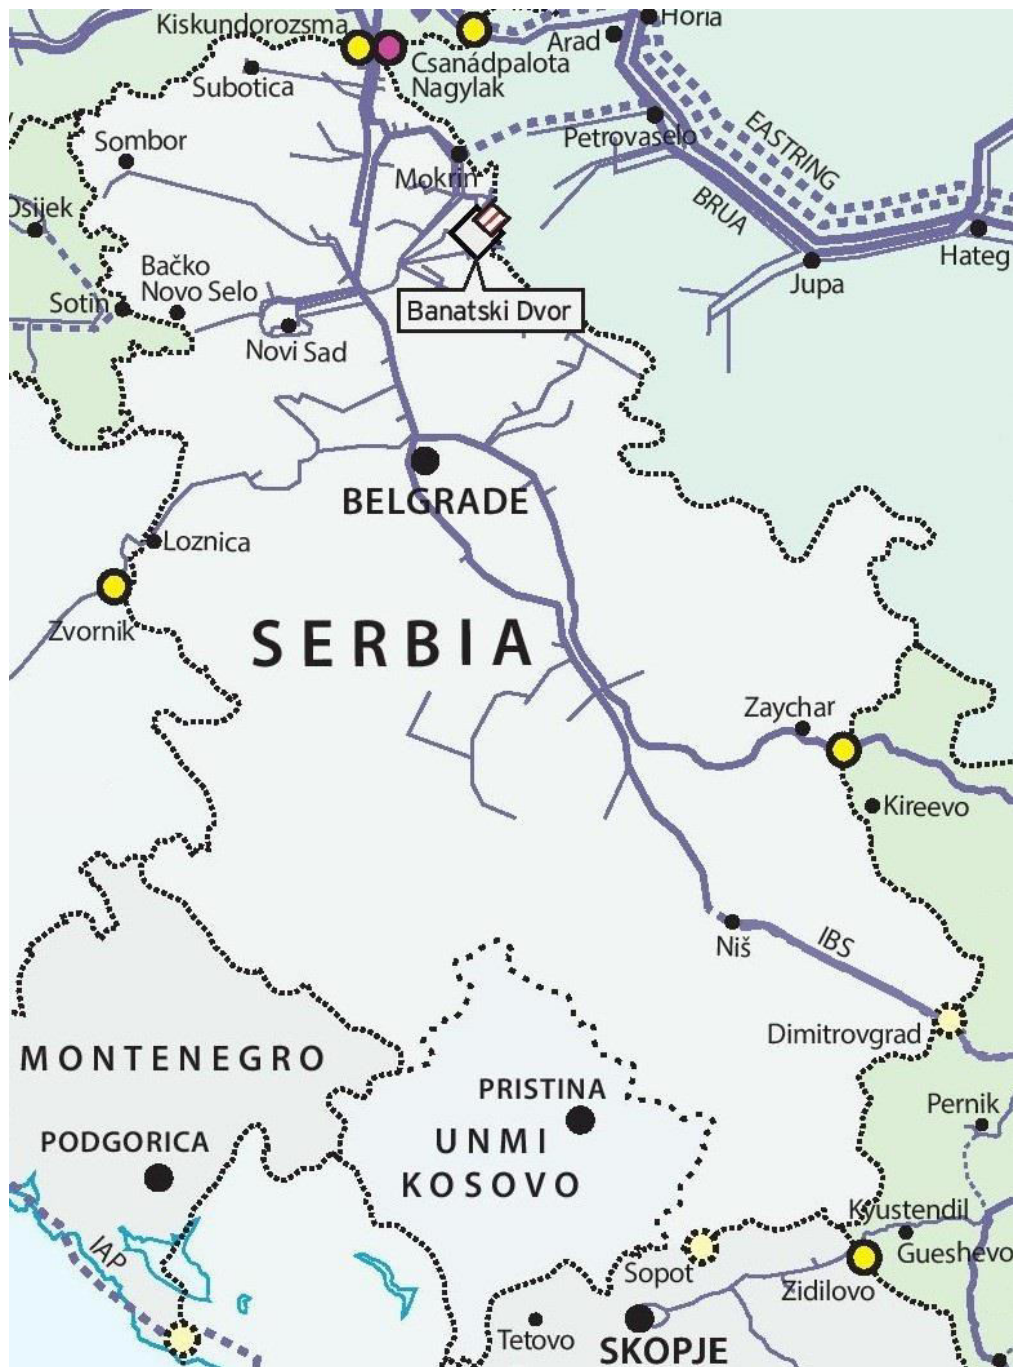 Horia
Kiskundorozsma
Arad
Csanádpalota
Nagylak
Subotica
EASTRING
Petrovaselo
Sombor
Mokrin
BRUA
Osijek
Hateg
Bačko
Novo Selo
Jupa
Sotin
Banatski Dvor
Novi Sad
BELGRADE
Loznica
Zvornik
SERBIA
Zaychar
Kireevo
Niš
IBS
Dimitrovgrad
MONTENEGRO
PRISTINA
Pernik
PODGORICA
UNMI
KOSOVO
Kyustendil
IAP
Gueshevo
Sopot
Zidilovo
Tetovo
SKOPJE